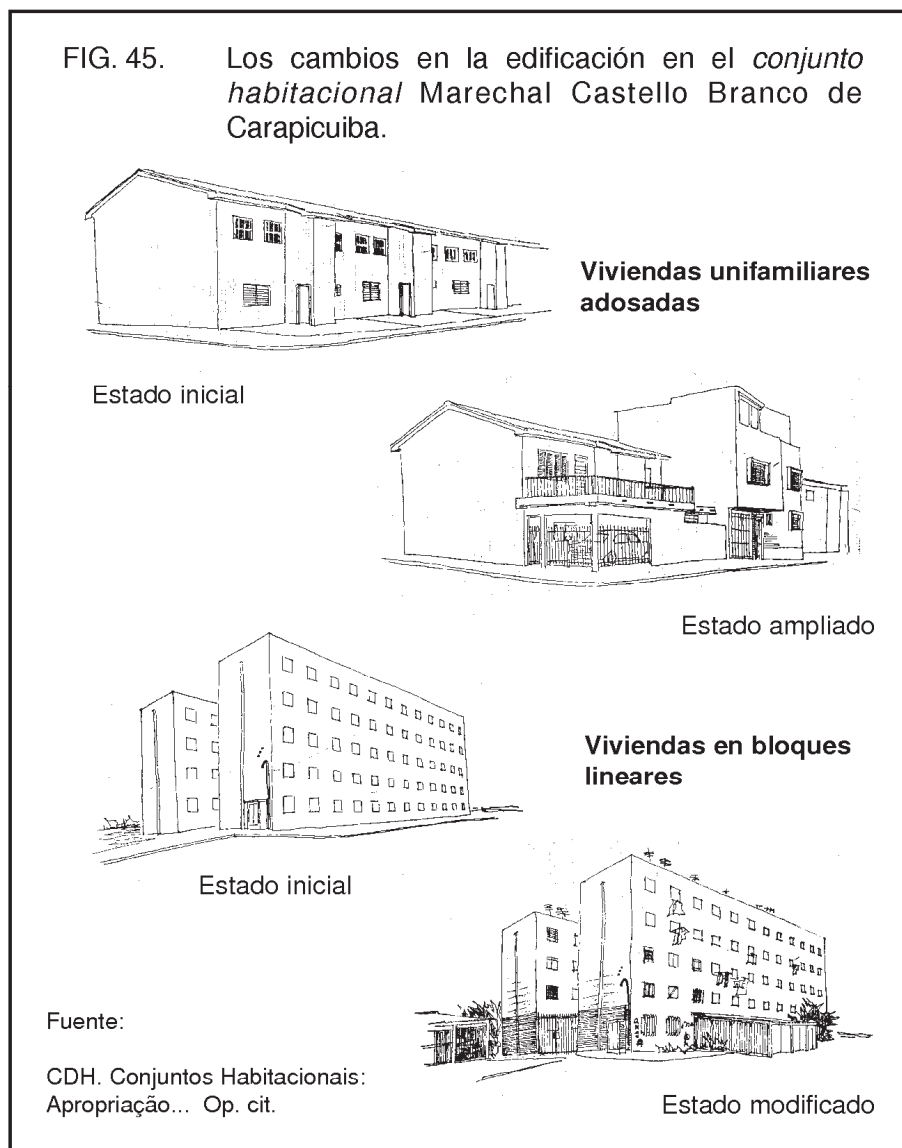 FIG. 45. Los cambios en la edificación en el conjunto
habitacional Marechal Castello Branco de
Carapicuiba.
Viviendas unifamiliares
adosadas
Estado inicial
Estado ampliado
Viviendas en bloques
lineares
Estado inicial
Estado modificado
Fuente:
CDH. Conjuntos Habitacionais:
Apropriação... Op. cit.